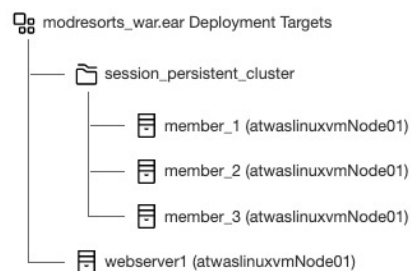 modresorts_war.ear Deployment Targets
session_persistent_cluster
member_1 (atwaslinuxvmNode01)
member_2 (atwaslinuxvmNode01)
member_3 (atwaslinuxvmNode01)
webserver1 (atwaslinuxvmNode01)